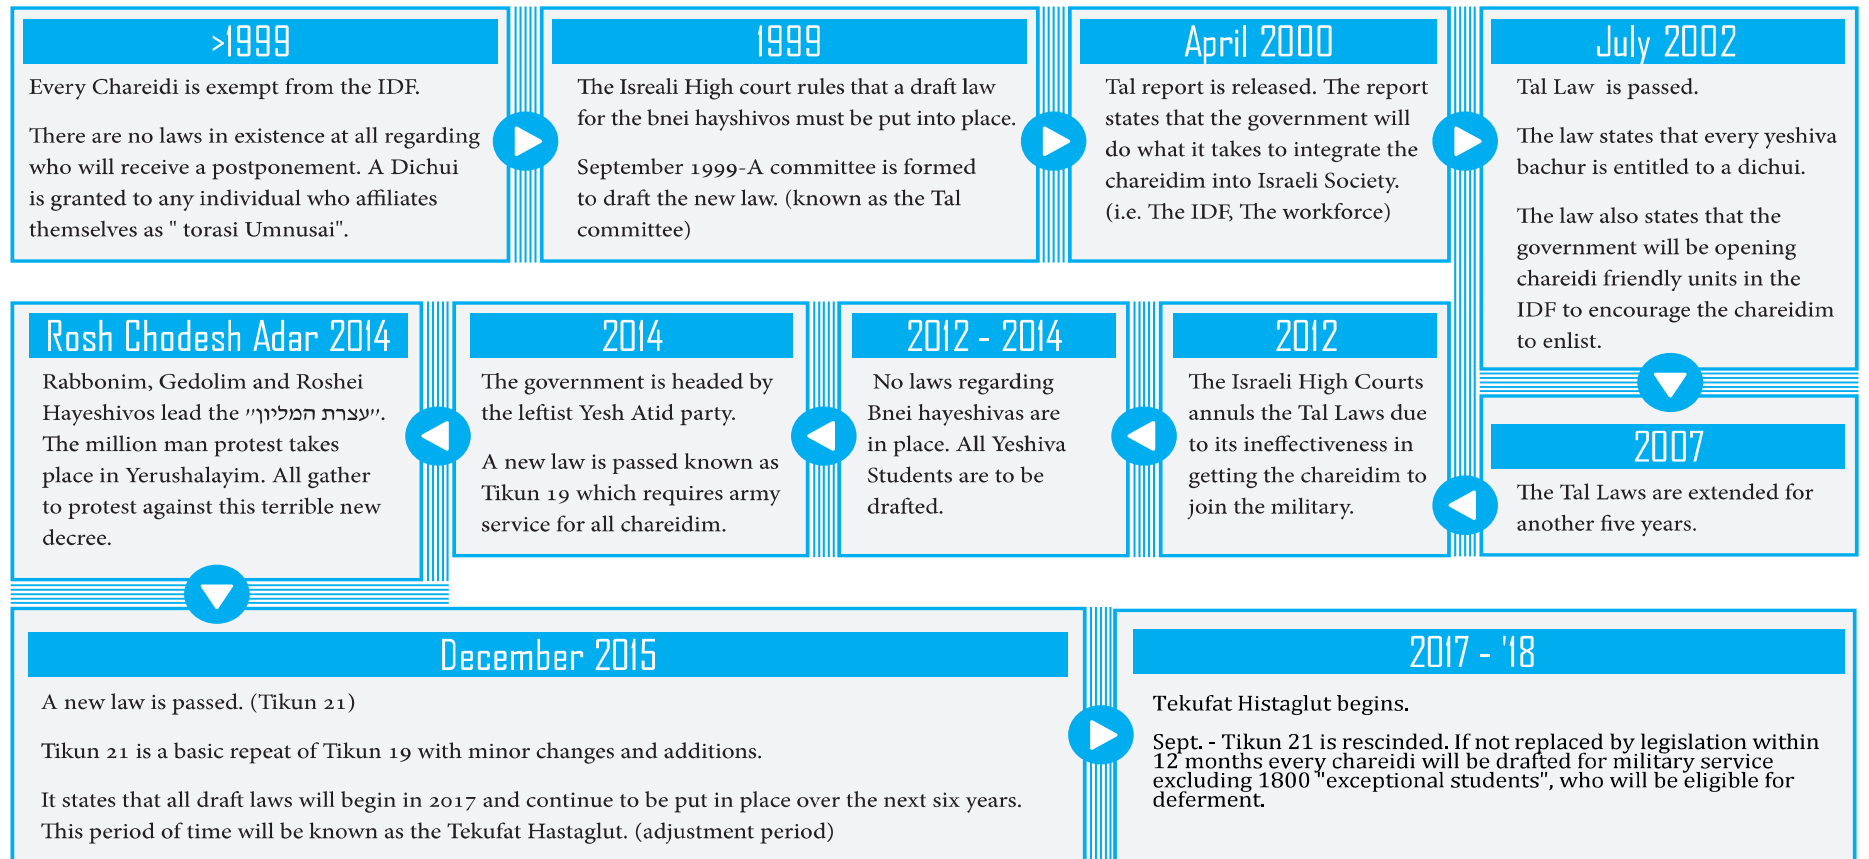 >1999
Every Chareidi is exempt from the IDF.
There are no laws in existence at all regarding
who will receive a postponement. A Dichui
is granted to any individual who affiliates
themselves as " torasi Umnusai".
1999
The Isreali High court rules that a draft law
for the bnei hayshivos must be put into place.
September 1999-A committee is formed
to draft the new law. (known as the Tal
committee)
April 2000
Tal report is released. The report
states that the government will
do what it takes to integrate the
chareidim into Israeli Society.
(i.e. The IDF, The workforce)
July 2002
Tal Law is passed.
The law states that every yeshiva
bachur is entitled to a dichui.
The law also states that the
government will be opening
chareidi friendly units in the
IDF to encourage the chareidim
to enlist.
2007
The Tal Laws are extended for
another five years.
2012
The Israeli High Courts
annuls the Tal Laws due
to its ineffectiveness in
getting the chareidim to
join the military.
2012 - 2014
No laws regarding
Bnei hayeshivas are
in place. All Yeshiva
Students are to be
drafted.
2014
The government is headed by
the leftist Yesh Atid party.
A new law is passed known as
Tikun 19 which requires army
service for all chareidim.
Rosh Chodesh Adar 2014
Rabbonim, Gedolim and Roshei
Hayeshivos lead the "עצרת המליון".
The million man protest takes
place in Yerushalayim. All gather
to protest against this terrible new
decree.
December 2015
A new law is passed. (Tikun 21)
Tikun 21 is a basic repeat of Tikun 19 with minor changes and additions.
It states that all draft laws will begin in 2017 and continue to be put in place over the next six years.
This period of time will be known as the Tekufat Hastaglut. (adjustment period)
2017 - '18
Tekufat Histaglut begins.
Sept. - Tikun 21 is rescinded. If not replaced by legislation within
12 months every chareidi will be drafted for military service
excluding 1800 "exceptional students", who will be eligible for
deferment.